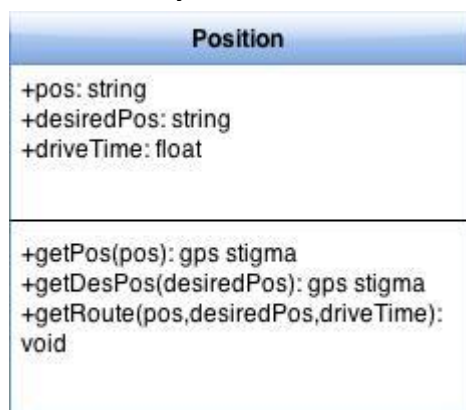 Position
+pos: string
+desiredPos: string
+driveTime: float
+getPos(pos): gps stigma
+getDesPos(desiredPos): gps stigma
+getRoute(pos,desiredPos,driveTime):
void